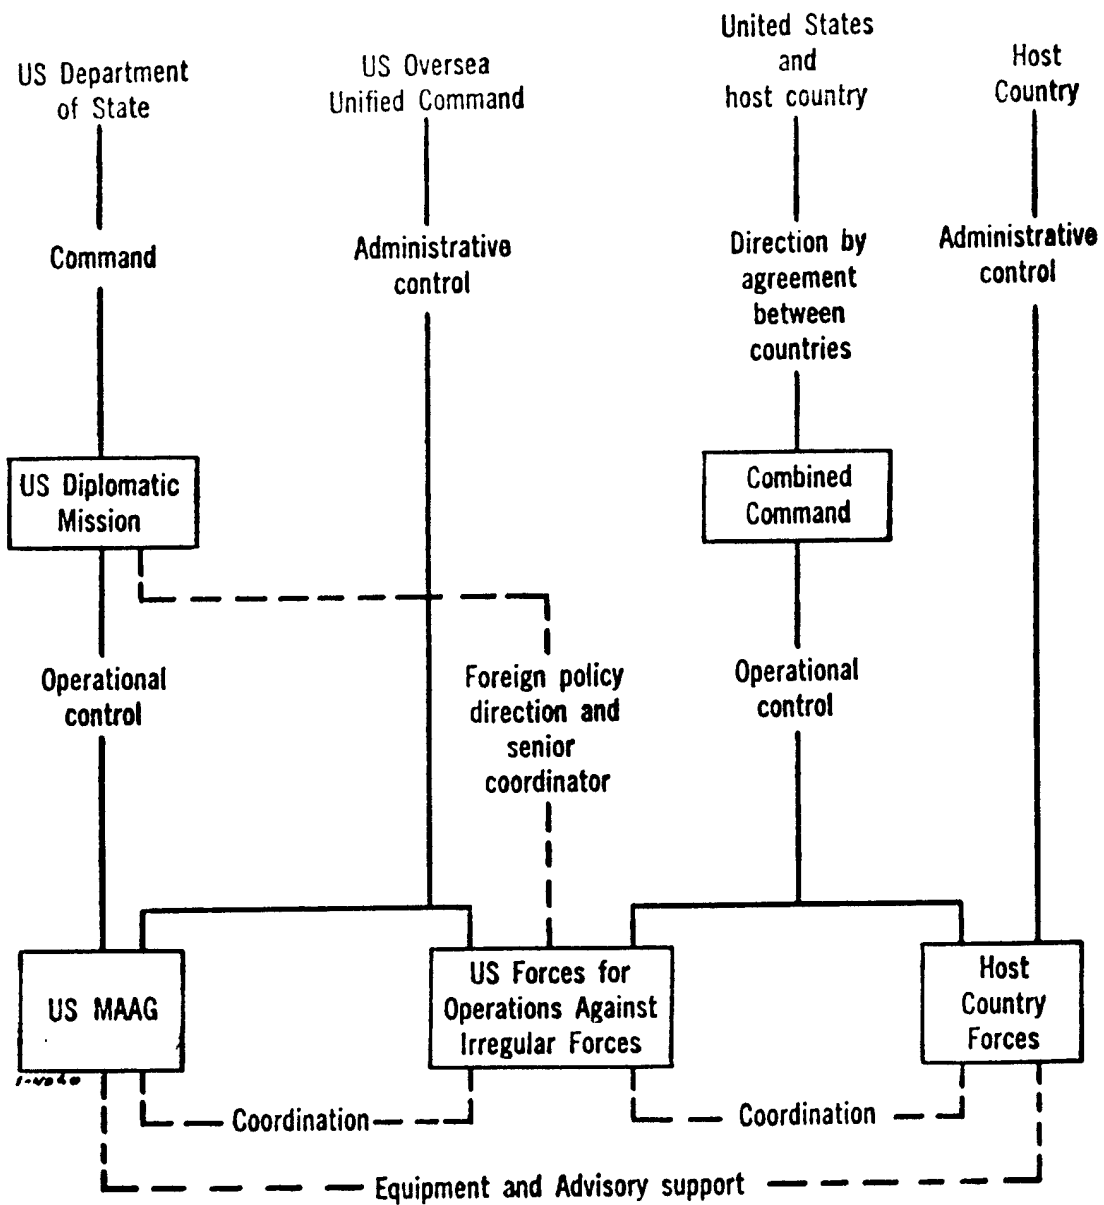 US Department
of State
US Oversea
Unified Command
United States
and
host country
Host
Country
Command
Administrative
control
Direction by
agreement
between
countries
Administrative
control
US Diplomatic
Mission
Combined
Command
Operational
control
Foreign policy
direction and
senior
coordinator
Operational
control
US MAAG
US Forces for
Operations Against
Irregular Forces
Host
Country
Forces
Coordination
Coordination
Equipment and Advisory support